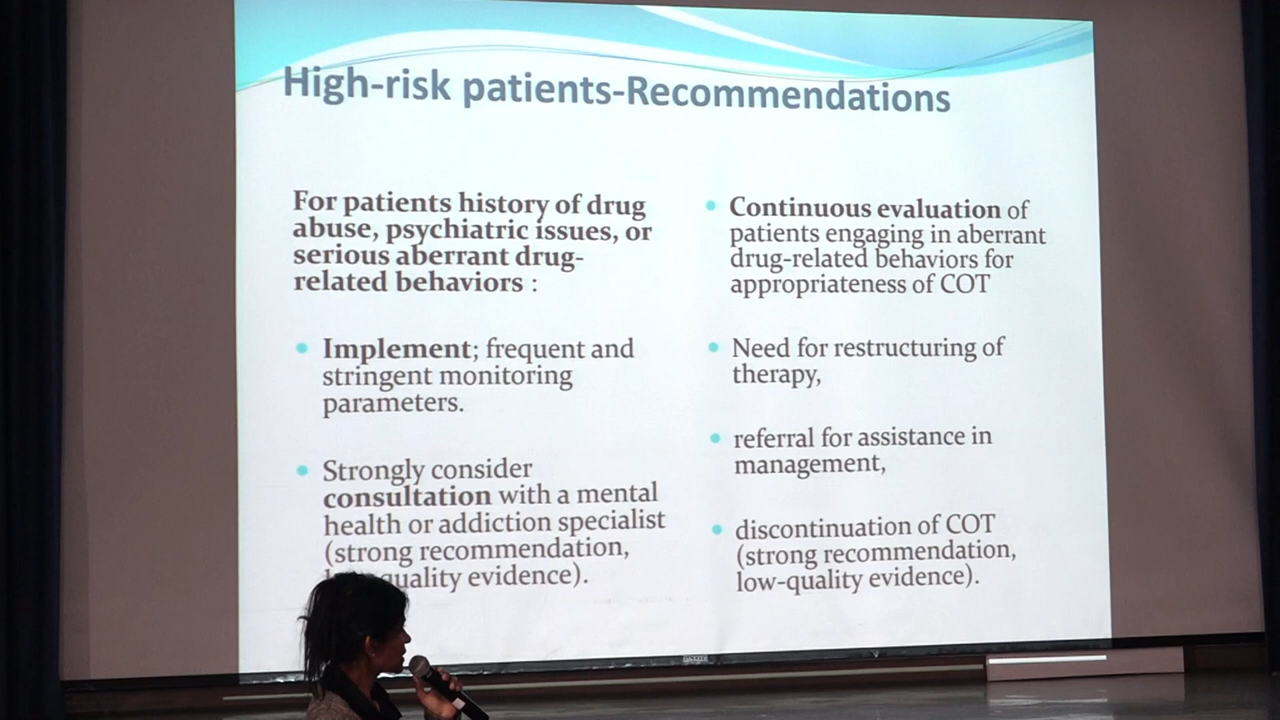 High-risk patients-Recommendations
For patients history of drug
abuse, psychiatric issues, or
serious aberrant drug-
related behaviors :
Implement; frequent and
stringent monitoring
parameters.
Strongly consider
consultation with a mental
health or addiction specialist
(strong recommendation,
quality evidence).
Continuous evaluation of
patients engaging in aberrant
drug-related behaviors for
appropriateness of COT
Need for restructuring of
therapy,
referral for assistance in
management,
discontinuation of COT
(strong recommendation,
low-quality evidence).